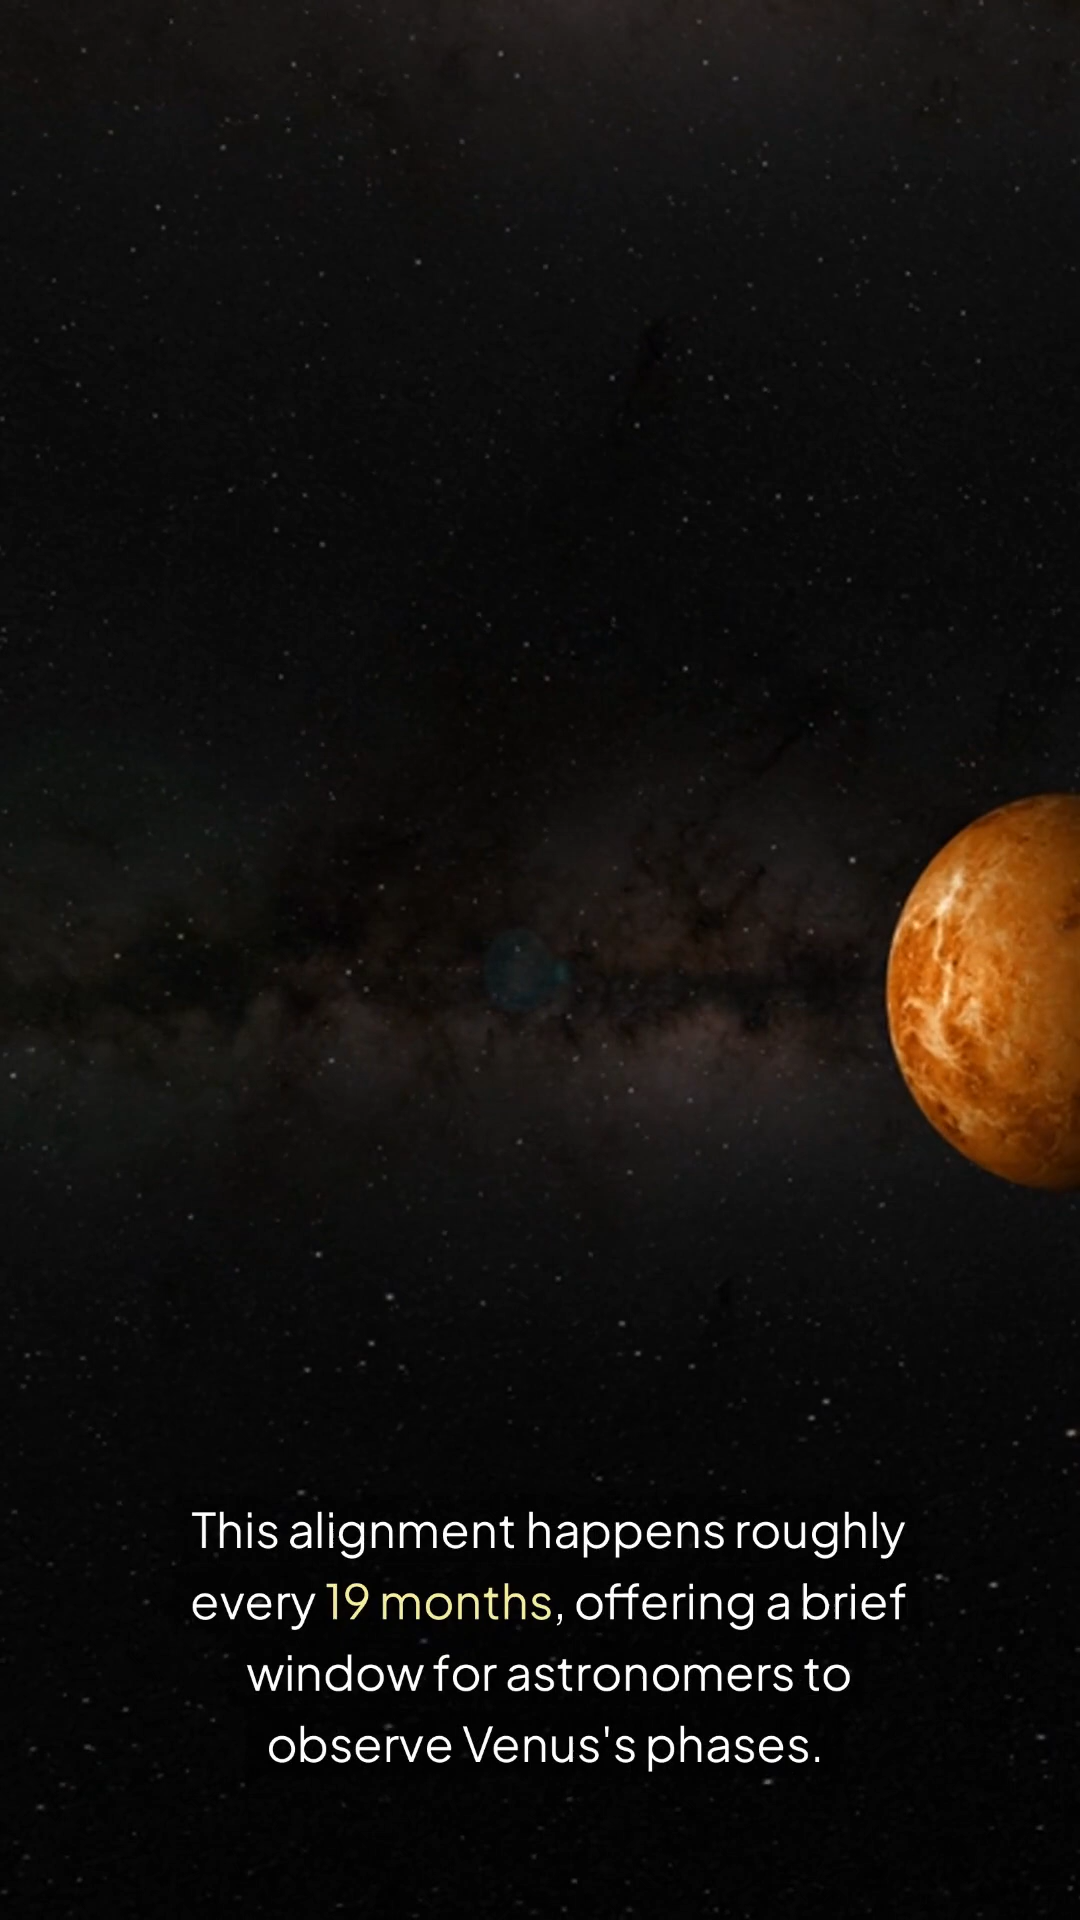 This alignment happens roughly
every 19 months, offering a brief
window for astronomers to
observe Venus's phases.